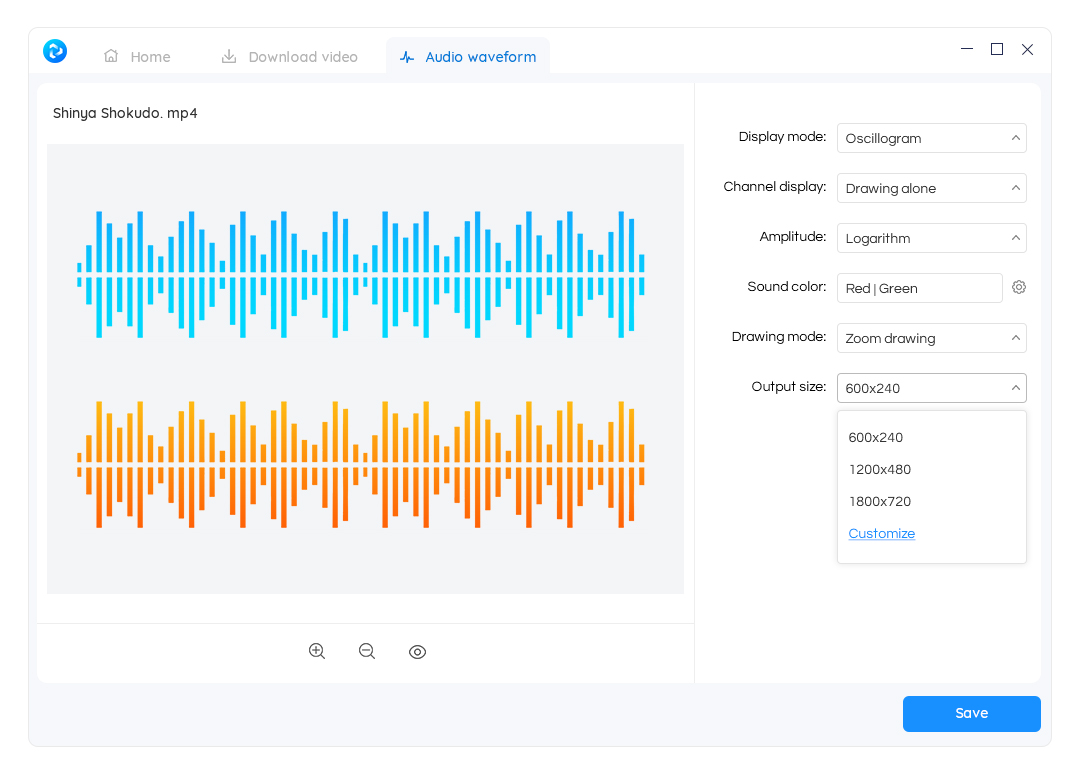 Home
Download video
Audio waveform
Shinya Shokudo. mp4
Display mode: Oscillogram
Channel display: Drawing alone
Amplitude: Logarithm
Sound color: Red | Green
Drawing mode: Zoom drawing
Output size: 600x240
600x240
1200x480
1800x720
Customize
Save